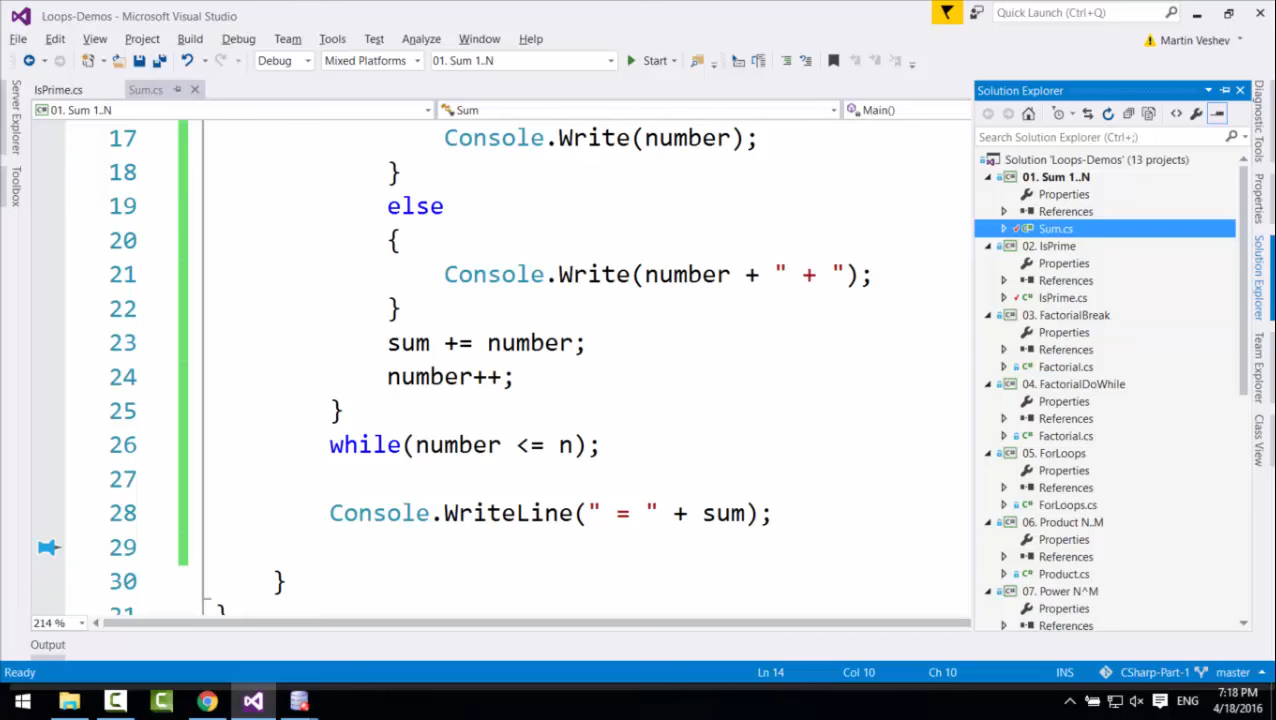 Loops-Demos - Microsoft Visual Studio
Quick Launch (Ctrl+;)
File Edit View Project Build Debug Team Tools Test Analyze Window Help
Martin Veshev
Debug Mixed Platforms 01. Sum 1..N Start
IsPrime.cs Sum.cs
01. Sum 1..N Sum Main()
Server Explorer
Toolbox
17 Console.Write(number);
18 }
19 else
20 {
21 Console.Write(number + " + ");
22 }
23 sum += number;
24 number++;
25 }
26 while(number <= n);
27
28 Console.WriteLine(" = " + sum);
29
30 }
31 }
214 %
Output
Solution Explorer
Search Solution Explorer (Ctrl+;)
Solution 'Loops-Demos' (13 projects)
01. Sum 1..N
Properties
References
Sum.cs
02. IsPrime
Properties
References
IsPrime.cs
03. FactorialBreak
Properties
References
Factorial.cs
04. FactorialDoWhile
Properties
References
Factorial.cs
05. ForLoops
Properties
References
ForLoops.cs
06. Product N..M
Properties
References
Product.cs
07. Power N^M
Properties
References
Diagnostic Tools
Properties
Solution Explorer
Team Explorer
Class View
Ready Ln 14 Col 10 Ch 10 INS CSharp-Part-1 master
ENG
7:18 PM
4/18/2016